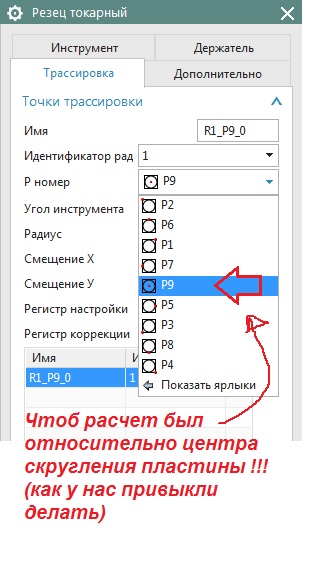 Резец токарный
Инструмент
Держатель
Трассировка
Дополнительно
Точки трассировки
Имя
R1_P9_0
Идентификатор рад
1
P номер
P9
Угол инструмента
P2
P6
Радиус
P1
Смещение X
P7
Смещение У
P9
P5
Регистр настройки
P3
Регистр коррекции
P8
P4
Имя
И
Показать ярлыки
R1_P9_0
1
Чтоб расчет был
относительно центра
скругления пластины !!!
(как у нас привыкли
делать)